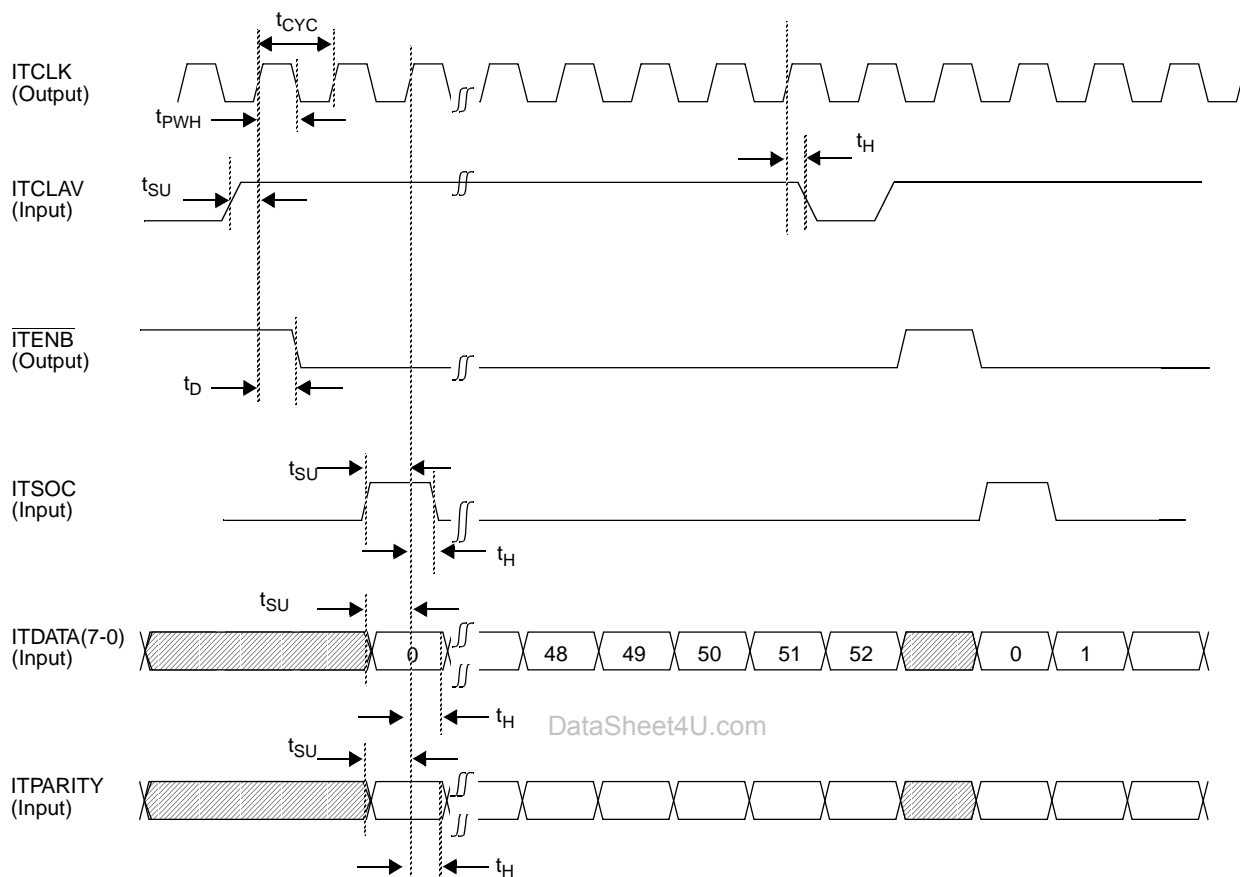 tCYC
ITCLK
(Output)
tPWH
tH
ITCLAV
(Input)
tSU
ITENB
(Output)
tD
tSU
ITSOC
(Input)
tH
tSU
ITDATA(7-0)
(Input)
0 48 49 50 51 52 0 1
tH
DataSheet4U.com
tSU
ITPARITY
(Input)
tH